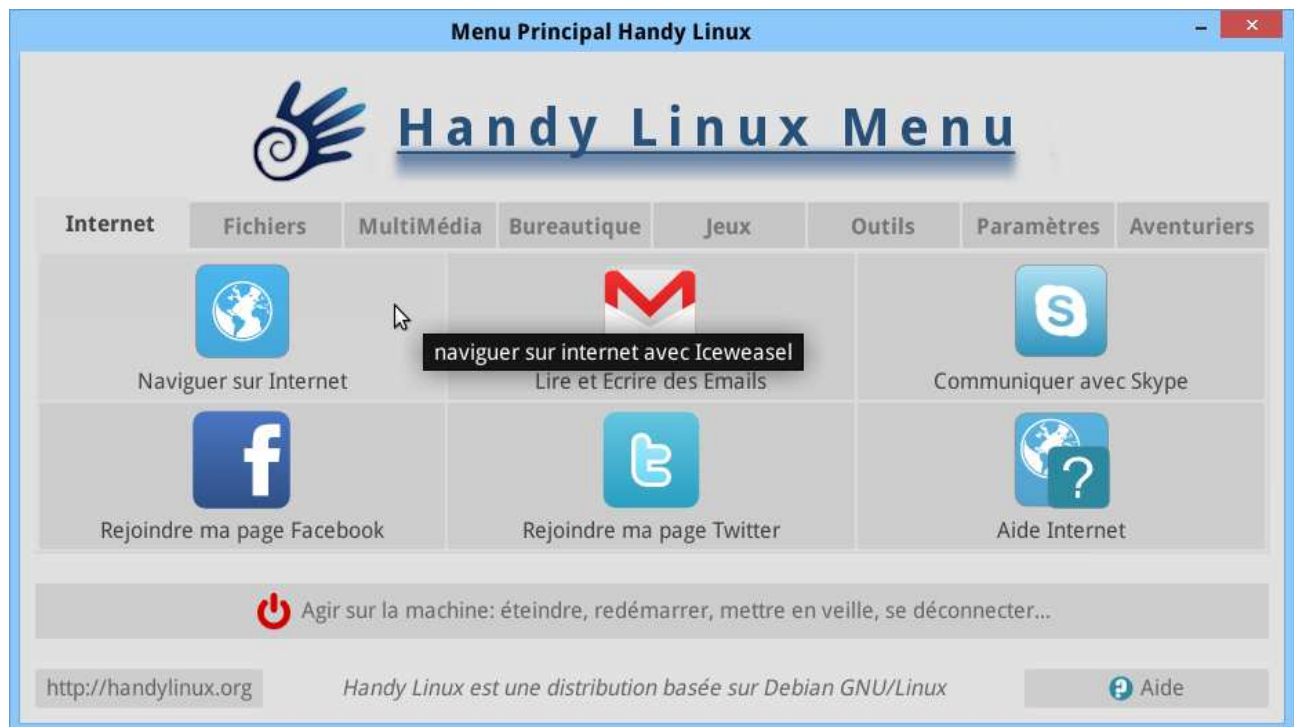 Menu Principal Handy Linux
Handy Linux Menu
Internet Fichiers MultiMédia Bureautique Jeux Outils Paramètres Aventuriers
naviguer sur internet avec Iceweasel
Naviguer sur Internet Lire et Ecrire des Emails Communiquer avec Skype
Rejoindre ma page Facebook Rejoindre ma page Twitter Aide Internet
Agir sur la machine: éteindre, redémarrer, mettre en veille, se déconnecter...
http://handylinux.org Handy Linux est une distribution basée sur Debian GNU/Linux Aide